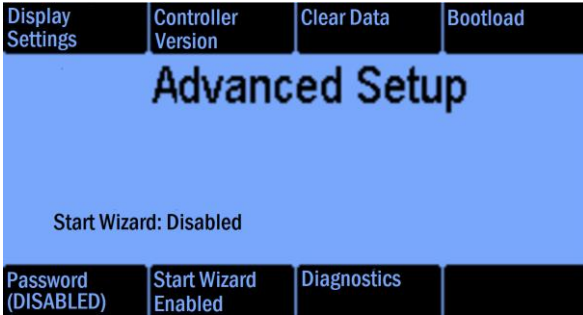 Display Settings
Controller Version
Clear Data
Bootload
Advanced Setup
Start Wizard: Disabled
Password (DISABLED)
Start Wizard Enabled
Diagnostics